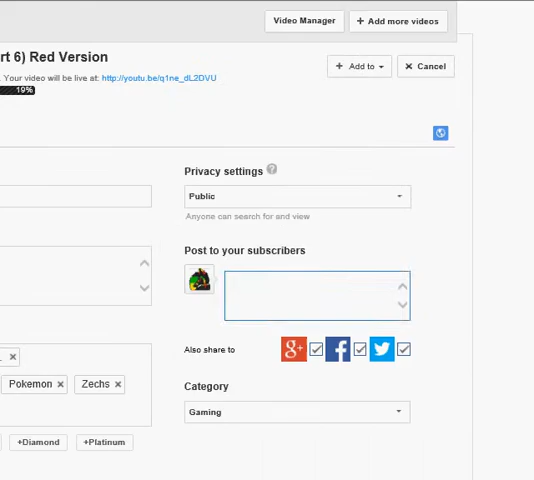 Video Manager
+ Add more videos
rt 6) Red Version
+ Add to
× Cancel
. Your video will be live at: http://youtu.be/q1ne_dL2DVU
19%
Privacy settings ?
Public
Anyone can search for and view
Post to your subscribers
Also share to
g+
f
Category
Pokemon ×
Zechs ×
Gaming
+Diamond
+Platinum